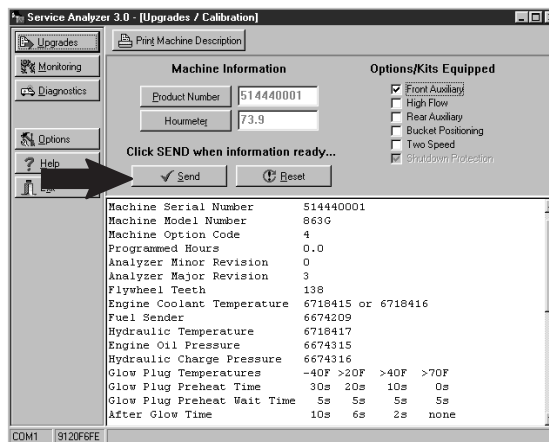 Service Analyzer 3.0 - [Upgrades / Calibration]
Upgrades
Print Machine Description
Monitoring
Diagnostics
Options
Help
Machine Information
Options/Kits Equipped
Product Number 514440001
Hourmeter 73.9
Front Auxiliary
High Flow
Rear Auxiliary
Bucket Positioning
Two Speed
Shutdown Protection
Click SEND when information ready...
Send Reset
Machine Serial Number 514440001
Machine Model Number 863G
Machine Option Code 4
Programmed Hours 0.0
Analyzer Minor Revision 0
Analyzer Major Revision 3
Flywheel Teeth 138
Engine Coolant Temperature 6718415 or 6718416
Fuel Sender 6674209
Hydraulic Temperature 6718417
Engine Oil Pressure 6674315
Hydraulic Charge Pressure 6674316
Glow Plug Temperatures -40F >20F >40F >70F
Glow Plug Preheat Time 30s 20s 10s 0s
Glow Plug Preheat Wait Time 5s 5s 5s 5s
After Glow Time 10s 6s 2s none
COM1 9120F6FE